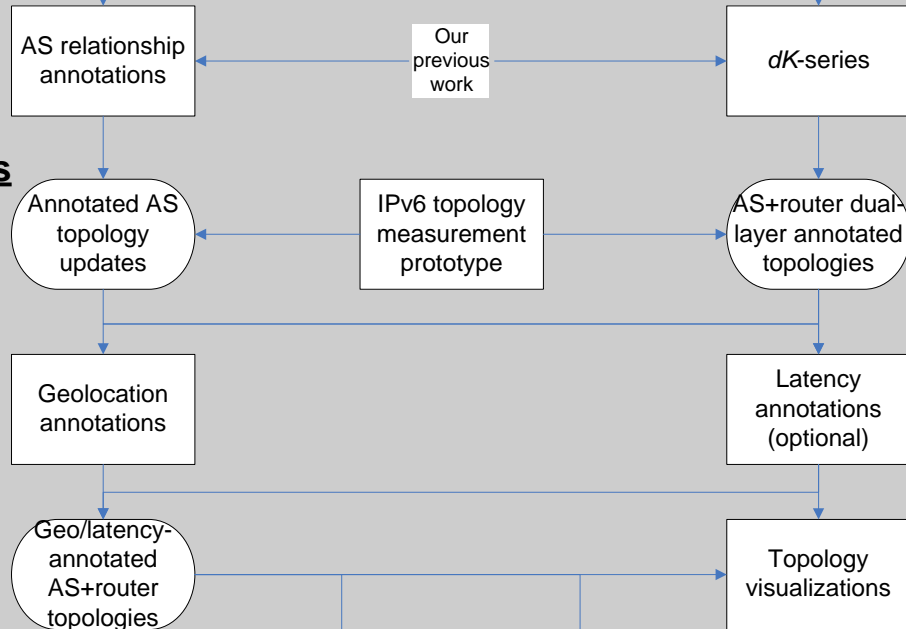 AS relationship
annotations
Our
previous
work
dK-series
s
Annotated AS
topology
updates
IPv6 topology
measurement
prototype
AS+router dual-
layer annotated
topologies
Geolocation
annotations
Latency
annotations
(optional)
Geo/latency-
annotated
AS+router
topologies
Topology
visualizations